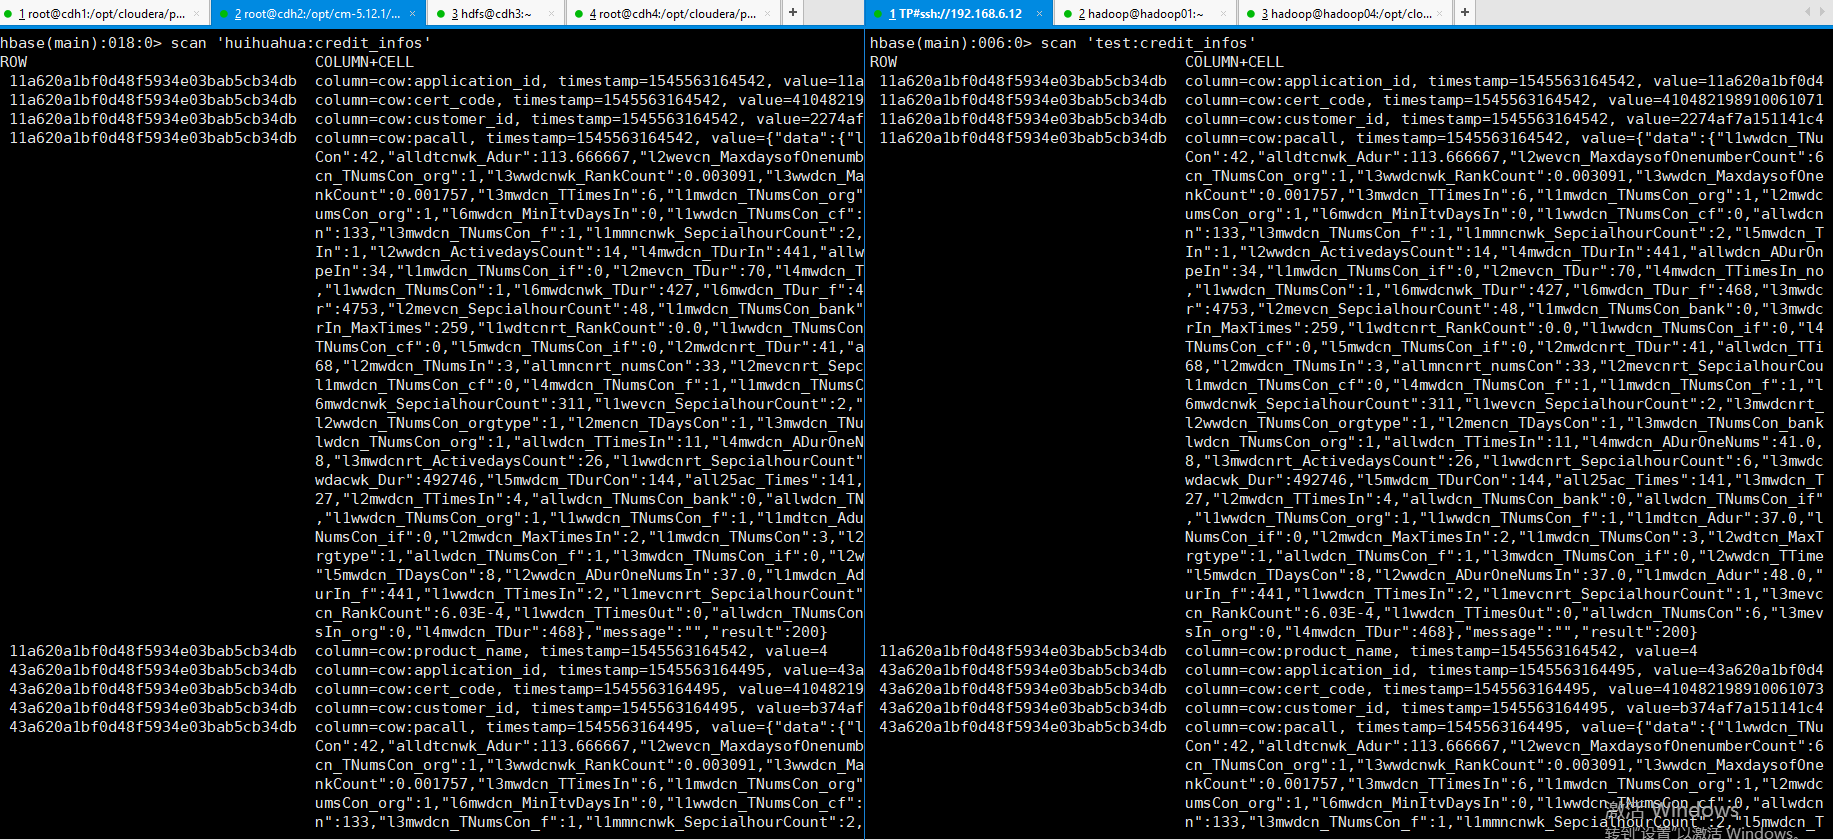 1 root@cdh1:/opt/cloudera/p... × 2 root@cdh2:/opt/cm-5.12.1/... × 3 hdfs@cdh3:~ × 4 root@cdh4:/opt/cloudera/p... × +
hbase(main):018:0> scan 'huihuahua:credit_infos'
ROW COLUMN+CELL
11a620a1bf0d48f5934e03bab5cb34db column=cow:application_id, timestamp=1545563164542, value=11a
11a620a1bf0d48f5934e03bab5cb34db column=cow:cert_code, timestamp=1545563164542, value=41048219
11a620a1bf0d48f5934e03bab5cb34db column=cow:customer_id, timestamp=1545563164542, value=2274af
11a620a1bf0d48f5934e03bab5cb34db column=cow:pacall, timestamp=1545563164542, value={"data":{"l
Con":42,"alldtcnwk_Adur":113.666667,"l2wevcn_MaxdaysofOnenumb
cn_TNumsCon_org":1,"l3wwdcnwk_RankCount":0.003091,"l3wwdcn_Ma
nkCount":0.001757,"l3mwdcn_TTimesIn":6,"l1mwdcn_TNumsCon_org"
umsCon_org":1,"l6mwdcn_MinItvDaysIn":0,"l1wwdcn_TNumsCon_cf":
n":133,"l3mwdcn_TNumsCon_f":1,"l1mmncnwk_SepcialhourCount":2,
In":1,"l2wwdcn_ActivedaysCount":14,"l4mwdcn_TDurIn":441,"allw
peIn":34,"l1mwdcn_TNumsCon_if":0,"l2mevcn_TDur":70,"l4mwdcn_T
,"l1wwdcn_TNumsCon":1,"l6mwdcnwk_TDur":427,"l6mwdcn_TDur_f":4
r":4753,"l2mevcn_SepcialhourCount":48,"l1mwdcn_TNumsCon_bank"
rIn_MaxTimes":259,"l1wdtcnrt_RankCount":0.0,"l1wwdcn_TNumsCon
TNumsCon_cf":0,"l5mwdcn_TNumsCon_if":0,"l2mwdcnrt_TDur":41,"a
68,"l2mwdcn_TNumsIn":3,"allmncnrt_numsCon":33,"l2mevcnrt_Sepc
l1mwdcn_TNumsCon_cf":0,"l4mwdcn_TNumsCon_f":1,"l1mwdcn_TNumsC
6mwdcnwk_SepcialhourCount":311,"l1wevcn_SepcialhourCount":2,"
l2wwdcn_TNumsCon_orgtype":1,"l2mencn_TDaysCon":1,"l3mwdcn_TNu
lwdcn_TNumsCon_org":1,"allwdcn_TTimesIn":11,"l4mwdcn_ADurOneN
8,"l3mwdcnrt_ActivedaysCount":26,"l1wwdcnrt_SepcialhourCount"
wdacwk_Dur":492746,"l5mwdcm_TDurCon":144,"all25ac_Times":141,
27,"l2mwdcn_TTimesIn":4,"allwdcn_TNumsCon_bank":0,"allwdcn_TN
,"l1wwdcn_TNumsCon_org":1,"l1wwdcn_TNumsCon_f":1,"l1mdtcn_Adu
NumsCon_if":0,"l2mwdcn_MaxTimesIn":2,"l1mwdcn_TNumsCon":3,"l2
rgtype":1,"allwdcn_TNumsCon_f":1,"l3mwdcn_TNumsCon_if":0,"l2w
"l5mwdcn_TDaysCon":8,"l2wwdcn_ADurOneNumsIn":37.0,"l1mwdcn_Ad
urIn_f":441,"l1wwdcn_TTimesIn":2,"l1mevcnrt_SepcialhourCount"
cn_RankCount":6.03E-4,"l1wwdcn_TTimesOut":0,"allwdcn_TNumsCon
sIn_org":0,"l4mwdcn_TDur":468},"message":"","result":200}
11a620a1bf0d48f5934e03bab5cb34db column=cow:product_name, timestamp=1545563164542, value=4
43a620a1bf0d48f5934e03bab5cb34db column=cow:application_id, timestamp=1545563164495, value=43a
43a620a1bf0d48f5934e03bab5cb34db column=cow:cert_code, timestamp=1545563164495, value=41048219
43a620a1bf0d48f5934e03bab5cb34db column=cow:customer_id, timestamp=1545563164495, value=b374af
43a620a1bf0d48f5934e03bab5cb34db column=cow:pacall, timestamp=1545563164495, value={"data":{"l
Con":42,"alldtcnwk_Adur":113.666667,"l2wevcn_MaxdaysofOnenumb
cn_TNumsCon_org":1,"l3wwdcnwk_RankCount":0.003091,"l3wwdcn_Ma
nkCount":0.001757,"l3mwdcn_TTimesIn":6,"l1mwdcn_TNumsCon_org"
umsCon_org":1,"l6mwdcn_MinItvDaysIn":0,"l1wwdcn_TNumsCon_cf":
n":133,"l3mwdcn_TNumsCon_f":1,"l1mmncnwk_SepcialhourCount":2,
1 TP#ssh://192.168.6.12 × 2 hadoop@hadoop01:~ × 3 hadoop@hadoop04:/opt/clo... × +
hbase(main):006:0> scan 'test:credit_infos'
ROW COLUMN+CELL
11a620a1bf0d48f5934e03bab5cb34db column=cow:application_id, timestamp=1545563164542, value=11a620a1bf0d4
11a620a1bf0d48f5934e03bab5cb34db column=cow:cert_code, timestamp=1545563164542, value=410482198910061071
11a620a1bf0d48f5934e03bab5cb34db column=cow:customer_id, timestamp=1545563164542, value=2274af7a151141c4
11a620a1bf0d48f5934e03bab5cb34db column=cow:pacall, timestamp=1545563164542, value={"data":{"l1wwdcn_TNu
Con":42,"alldtcnwk_Adur":113.666667,"l2wevcn_MaxdaysofOnenumberCount":6
cn_TNumsCon_org":1,"l3wwdcnwk_RankCount":0.003091,"l3wwdcn_MaxdaysofOne
nkCount":0.001757,"l3mwdcn_TTimesIn":6,"l1mwdcn_TNumsCon_org":1,"l2mwdc
umsCon_org":1,"l6mwdcn_MinItvDaysIn":0,"l1wwdcn_TNumsCon_cf":0,"allwdcn
n":133,"l3mwdcn_TNumsCon_f":1,"l1mmncnwk_SepcialhourCount":2,"l5mwdcn_T
In":1,"l2wwdcn_ActivedaysCount":14,"l4mwdcn_TDurIn":441,"allwdcn_ADurOn
peIn":34,"l1mwdcn_TNumsCon_if":0,"l2mevcn_TDur":70,"l4mwdcn_TTimesIn_no
,"l1wwdcn_TNumsCon":1,"l6mwdcnwk_TDur":427,"l6mwdcn_TDur_f":468,"l3mwdc
r":4753,"l2mevcn_SepcialhourCount":48,"l1mwdcn_TNumsCon_bank":0,"l3mwdc
rIn_MaxTimes":259,"l1wdtcnrt_RankCount":0.0,"l1wwdcn_TNumsCon_if":0,"l4
TNumsCon_cf":0,"l5mwdcn_TNumsCon_if":0,"l2mwdcnrt_TDur":41,"allwdcn_TTi
68,"l2mwdcn_TNumsIn":3,"allmncnrt_numsCon":33,"l2mevcnrt_SepcialhourCou
l1mwdcn_TNumsCon_cf":0,"l4mwdcn_TNumsCon_f":1,"l1mwdcn_TNumsCon_f":1,"l
6mwdcnwk_SepcialhourCount":311,"l1wevcn_SepcialhourCount":2,"l3mwdcnrt_
l2wwdcn_TNumsCon_orgtype":1,"l2mencn_TDaysCon":1,"l3mwdcn_TNumsCon_bank
lwdcn_TNumsCon_org":1,"allwdcn_TTimesIn":11,"l4mwdcn_ADurOneNums":41.0,
8,"l3mwdcnrt_ActivedaysCount":26,"l1wwdcnrt_SepcialhourCount":6,"l3mwdc
wdacwk_Dur":492746,"l5mwdcm_TDurCon":144,"all25ac_Times":141,"l3mwdcn_T
27,"l2mwdcn_TTimesIn":4,"allwdcn_TNumsCon_bank":0,"allwdcn_TNumsCon_if"
,"l1wwdcn_TNumsCon_org":1,"l1wwdcn_TNumsCon_f":1,"l1mdtcn_Adur":37.0,"l
NumsCon_if":0,"l2mwdcn_MaxTimesIn":2,"l1mwdcn_TNumsCon":3,"l2wdtcn_MaxT
rgtype":1,"allwdcn_TNumsCon_f":1,"l3mwdcn_TNumsCon_if":0,"l2wwdcn_TTime
"l5mwdcn_TDaysCon":8,"l2wwdcn_ADurOneNumsIn":37.0,"l1mwdcn_Adur":48.0,"
urIn_f":441,"l1wwdcn_TTimesIn":2,"l1mevcnrt_SepcialhourCount":1,"l3mevc
cn_RankCount":6.03E-4,"l1wwdcn_TTimesOut":0,"allwdcn_TNumsCon":6,"l3mev
sIn_org":0,"l4mwdcn_TDur":468},"message":"","result":200}
11a620a1bf0d48f5934e03bab5cb34db column=cow:product_name, timestamp=1545563164542, value=4
43a620a1bf0d48f5934e03bab5cb34db column=cow:application_id, timestamp=1545563164495, value=43a620a1bf0d4
43a620a1bf0d48f5934e03bab5cb34db column=cow:cert_code, timestamp=1545563164495, value=410482198910061073
43a620a1bf0d48f5934e03bab5cb34db column=cow:customer_id, timestamp=1545563164495, value=b374af7a151141c4
43a620a1bf0d48f5934e03bab5cb34db column=cow:pacall, timestamp=1545563164495, value={"data":{"l1wwdcn_TNu
Con":42,"alldtcnwk_Adur":113.666667,"l2wevcn_MaxdaysofOnenumberCount":6
cn_TNumsCon_org":1,"l3wwdcnwk_RankCount":0.003091,"l3wwdcn_MaxdaysofOne
nkCount":0.001757,"l3mwdcn_TTimesIn":6,"l1mwdcn_TNumsCon_org":1,"l2mwdc
umsCon_org":1,"l6mwdcn_MinItvDaysIn":0,"l1wwdcn_TNumsCon_cf":0,"allwdcn
n":133,"l3mwdcn_TNumsCon_f":1,"l1mmncnwk_SepcialhourCount":2,"l5mwdcn_T
激活 Windows
转到"设置"以激活 Windows。